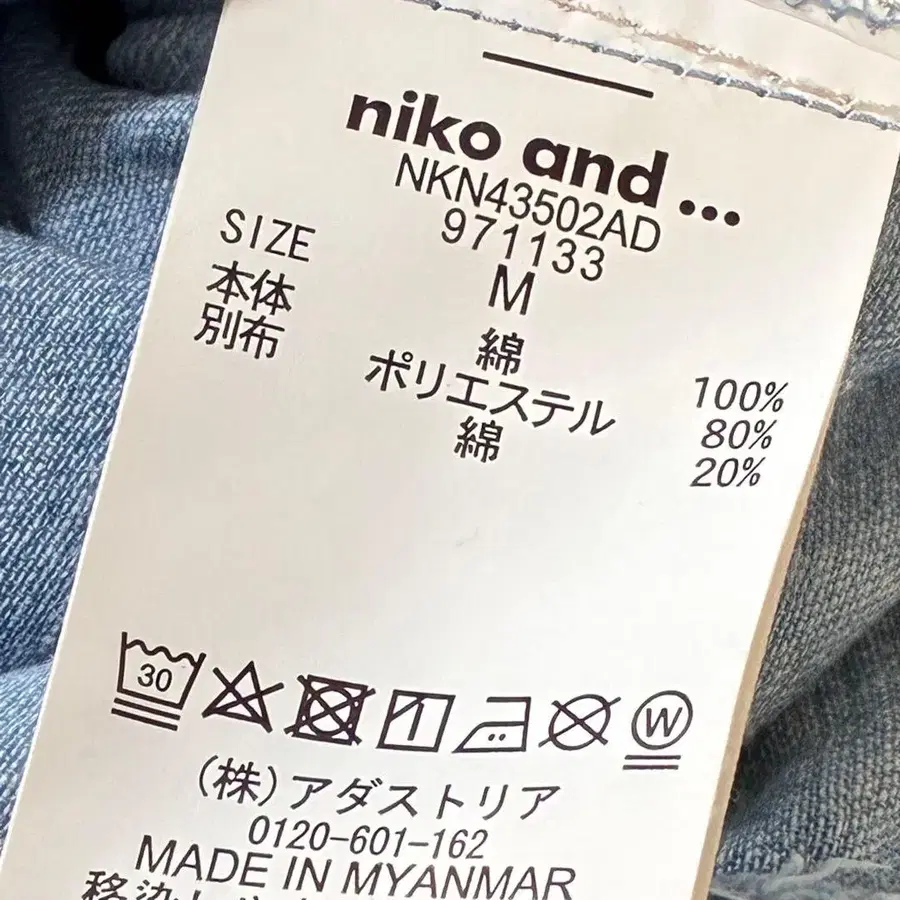 niko and ...
NKN43502AD
971133
SIZE M
本体 綿 100%
別布 ポリエステル 80%
綿 20%
30
W
(株)アダストリア
0120-601-162
MADE IN MYANMAR